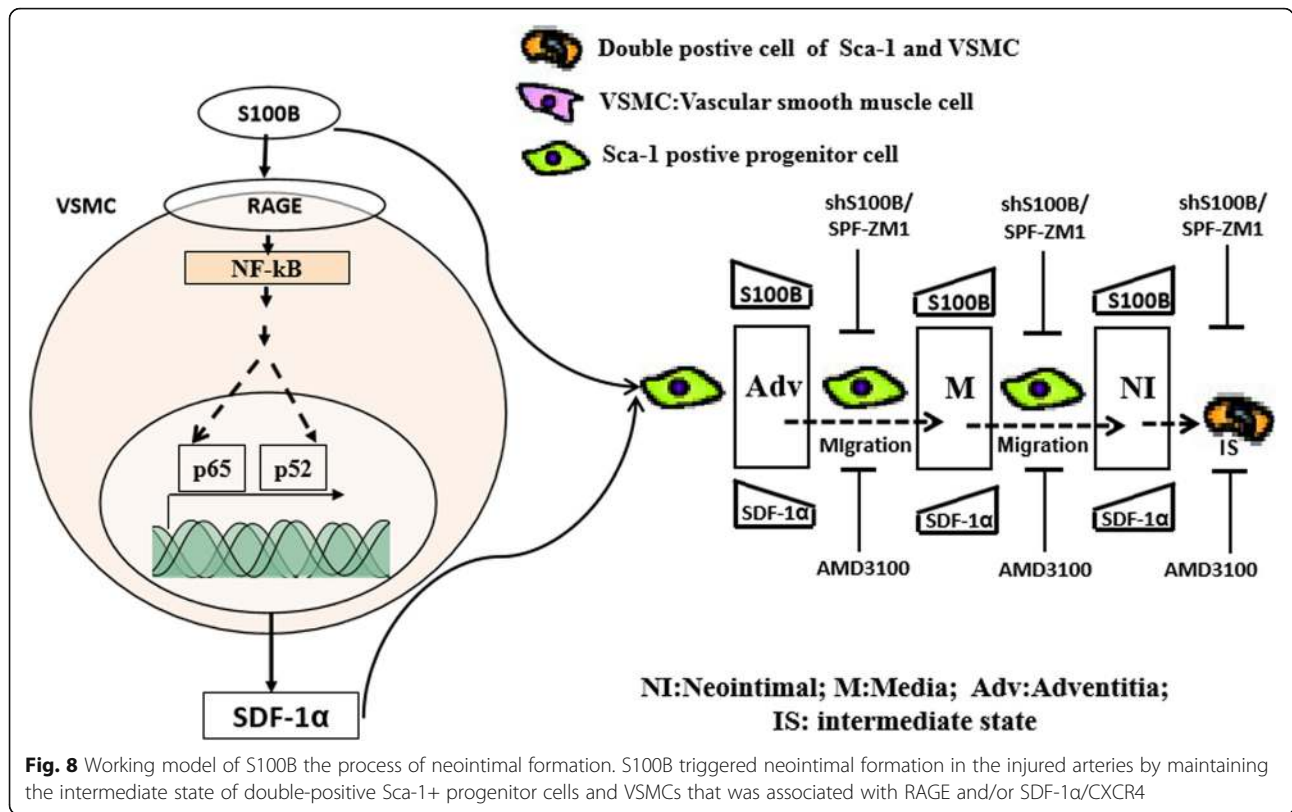 Double postive cell of Sca-1 and VSMC
VSMC:Vascular smooth muscle cell
Sca-1 postive progenitor cell
S100B
VSMC
RAGE
NF-kB
p65
p52
SDF-1α
shS100B/
SPF-ZM1
shS100B/
SPF-ZM1
shS100B/
SPF-ZM1
S100B
S100B
S100B
Adv
M
NI
MIgration
Migration
IS
SDF-1α
SDF-1α
SDF-1α
AMD3100
AMD3100
AMD3100
NI:Neointimal; M:Media; Adv:Adventitia;
IS: intermediate state
Fig. 8 Working model of S100B the process of neointimal formation. S100B triggered neointimal formation in the injured arteries by maintaining
the intermediate state of double-positive Sca-1+ progenitor cells and VSMCs that was associated with RAGE and/or SDF-1α/CXCR4